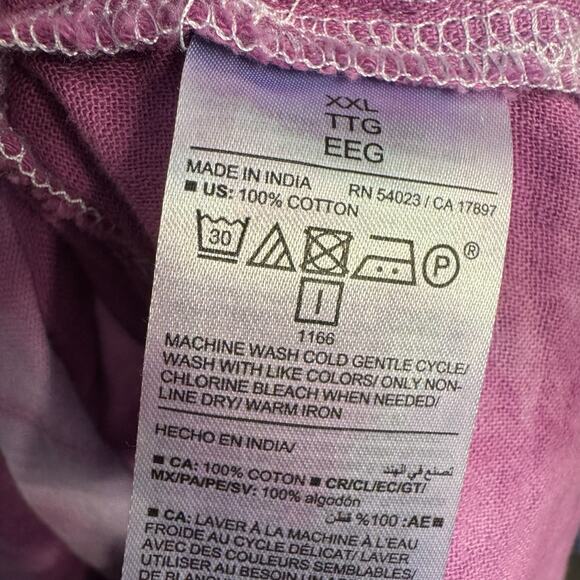 XXL
TTG
EEG
MADE IN INDIA RN 54023 / CA 17897
■ US: 100% COTTON
30 P ®
1166
MACHINE WASH COLD GENTLE CYCLE/
WASH WITH LIKE COLORS/ ONLY NON-
CHLORINE BLEACH WHEN NEEDED/
LINE DRY/ WARM IRON
HECHO EN INDIA/ تصنع في الهند
■ CA: 100% COTON ■ CR/CL/EC/GT/
MX/PA/PE/SV: 100% algodón
■ AE: 100% قطن
■ CA: LAVER À LA MACHINE À L'EAU
FROIDE AU CYCLE DÉLICAT/ LAVER
AVEC DES COULEURS SEMBLABLES/
UTILISER AU BESOIN UN
DE BLANCHI